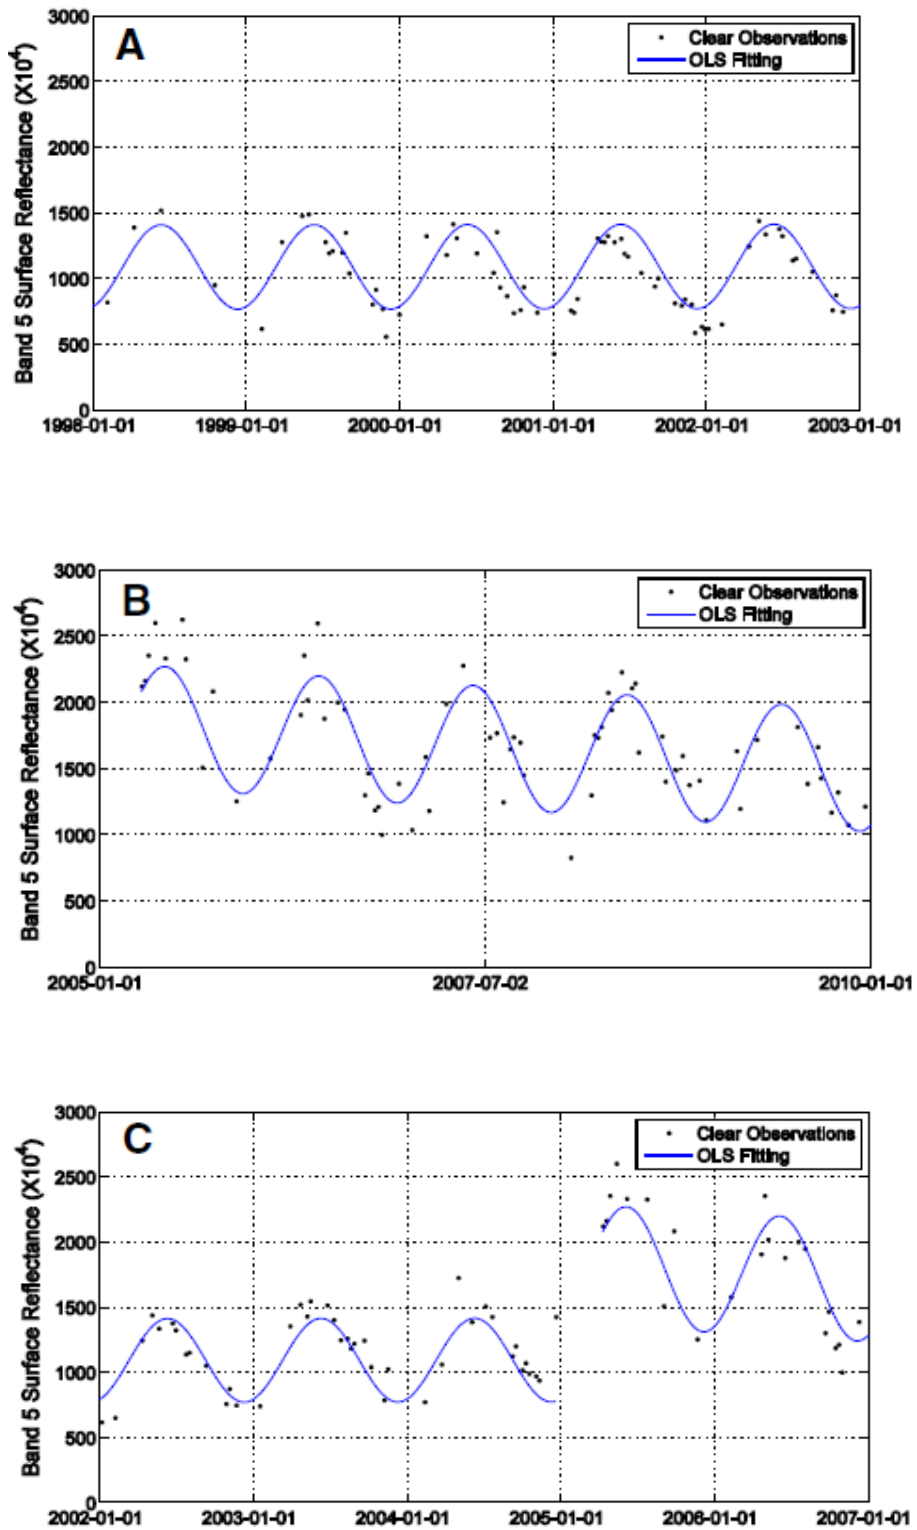 A
3000
2500
2000
1500
1000
500
0
Band 5 Surface Reflectance (X10⁴)
Clear Observations
OLS Fitting
1998-01-01 1999-01-01 2000-01-01 2001-01-01 2002-01-01 2003-01-01
B
3000
2500
2000
1500
1000
500
0
Band 5 Surface Reflectance (X10⁴)
Clear Observations
OLS Fitting
2005-01-01 2007-07-02 2010-01-01
C
3000
2500
2000
1500
1000
500
0
Band 5 Surface Reflectance (X10⁴)
Clear Observations
OLS Fitting
2002-01-01 2003-01-01 2004-01-01 2005-01-01 2006-01-01 2007-01-01